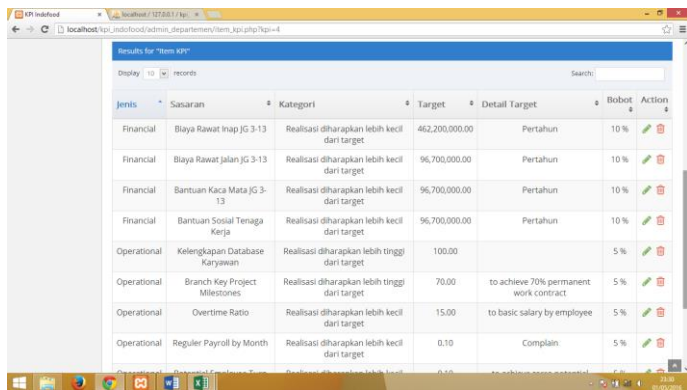 KPI Indofood
localhost / 127.0.0.1 / kpi_
localhost/kpi_indofood/admin_departemen/item_kpi.php?kpi=4
Results for "Item KPI"
Display 10 records Search:
Jenis Sasaran Kategori Target Detail Target Bobot Action
Financial Biaya Rawat Inap JG 3-13 Realisasi diharapkan lebih kecil 462,200,000.00 Pertahun 10 %
dari target
Financial Biaya Rawat Jalan JG 3-13 Realisasi diharapkan lebih kecil 96,700,000.00 Pertahun 10 %
dari target
Financial Bantuan Kaca Mata JG 3- Realisasi diharapkan lebih kecil 96,700,000.00 Pertahun 10 %
13 dari target
Financial Bantuan Sosial Tenaga Realisasi diharapkan lebih kecil 96,700,000.00 Pertahun 10 %
Kerja dari target
Operational Kelengkapan Database Realisasi diharapkan lebih tinggi 100.00 5 %
Karyawan dari target
Operational Branch Key Project Realisasi diharapkan lebih tinggi 70.00 to achieve 70% permanent 5 %
Milestones dari target work contract
Operational Overtime Ratio Realisasi diharapkan lebih kecil 15.00 to basic salary by employee 5 %
dari target
Operational Reguler Payroll by Month Realisasi diharapkan lebih kecil 0.10 Complain 5 %
dari target
23:30
01/05/2016